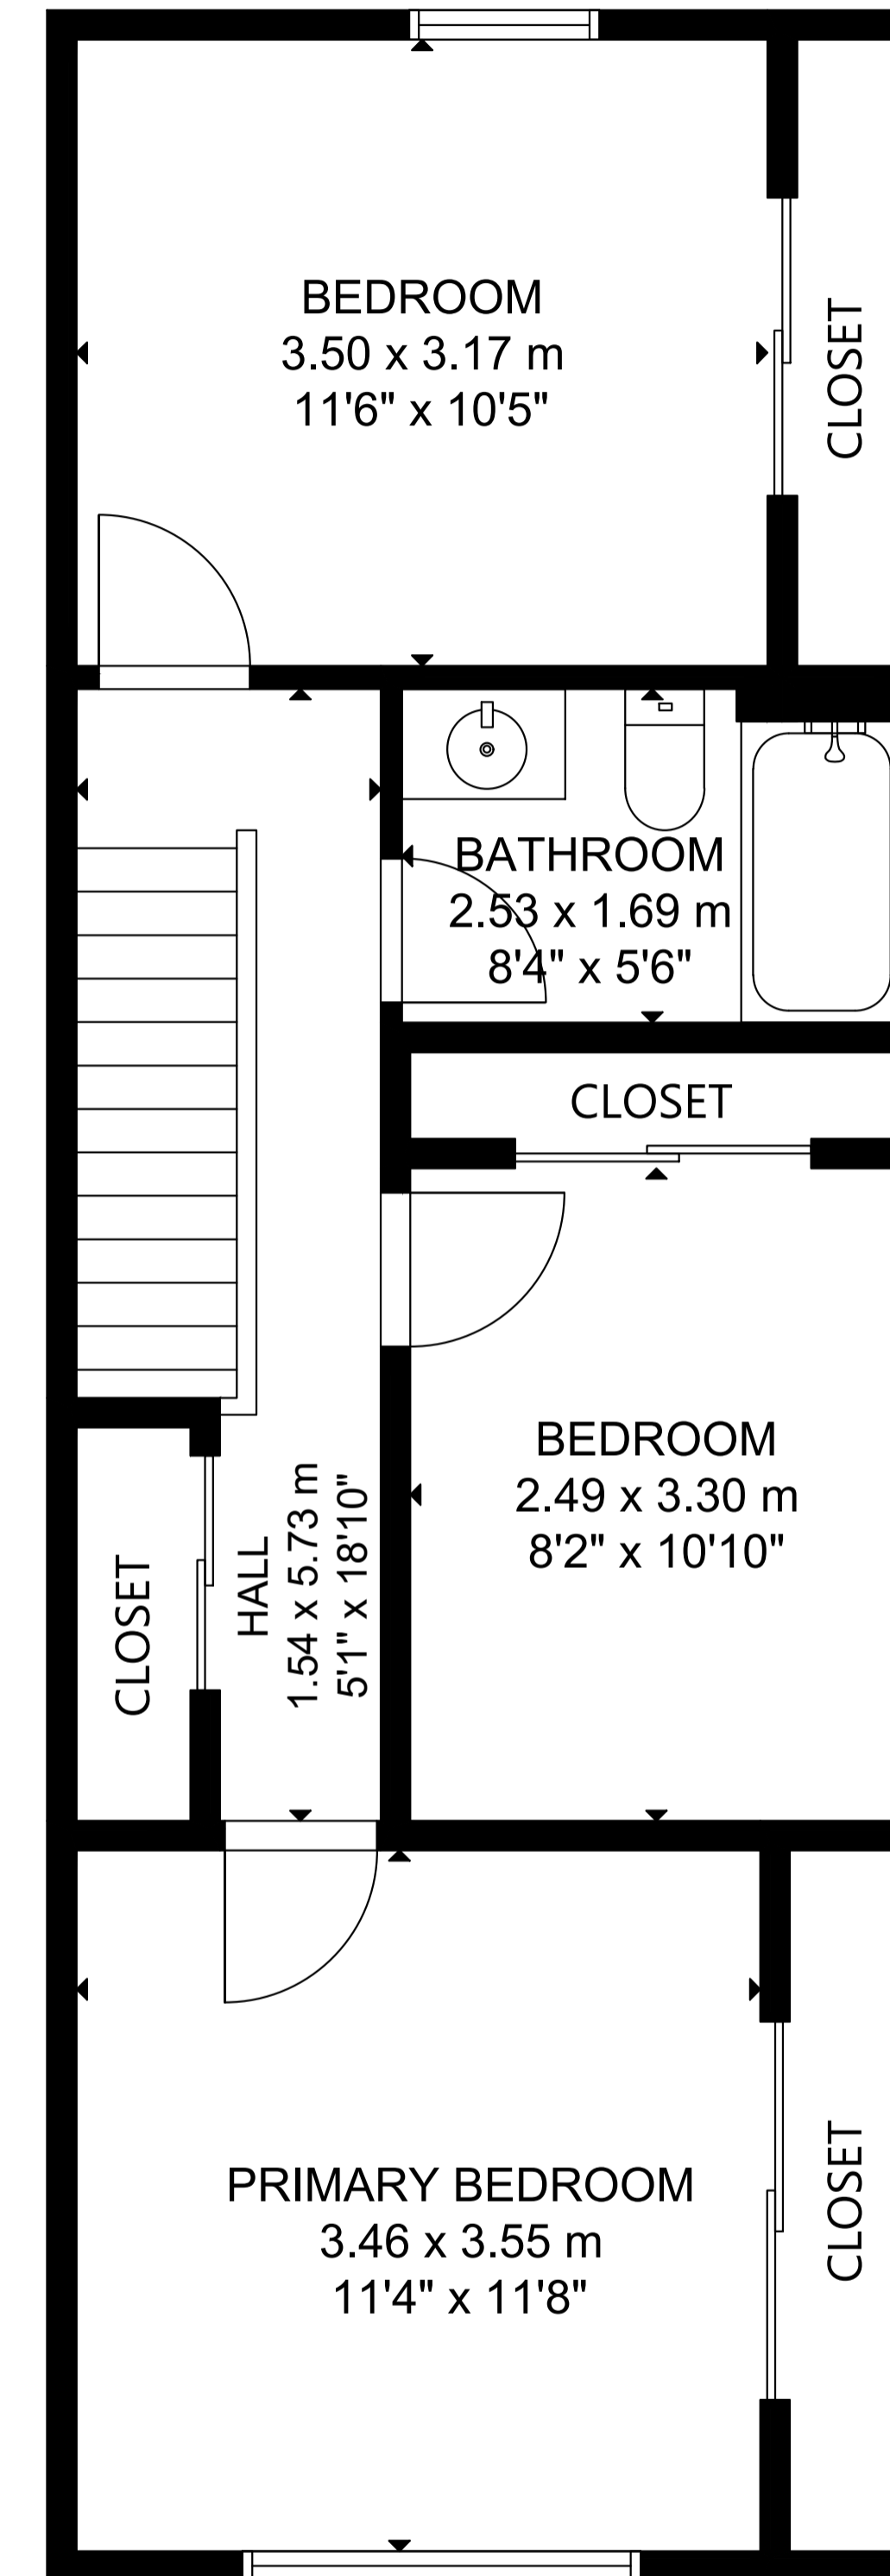 BEDROOM
3.50 x 3.17 m
11'6" x 10'5"
CLOSET
BATHROOM
2.53 x 1.69 m
8'4" x 5'6"
CLOSET
BEDROOM
2.49 x 3.30 m
8'2" x 10'10"
CLOSET
HALL
1.54 x 5.73 m
5'1" x 18'10"
PRIMARY BEDROOM
3.46 x 3.55 m
11'4" x 11'8"
CLOSET